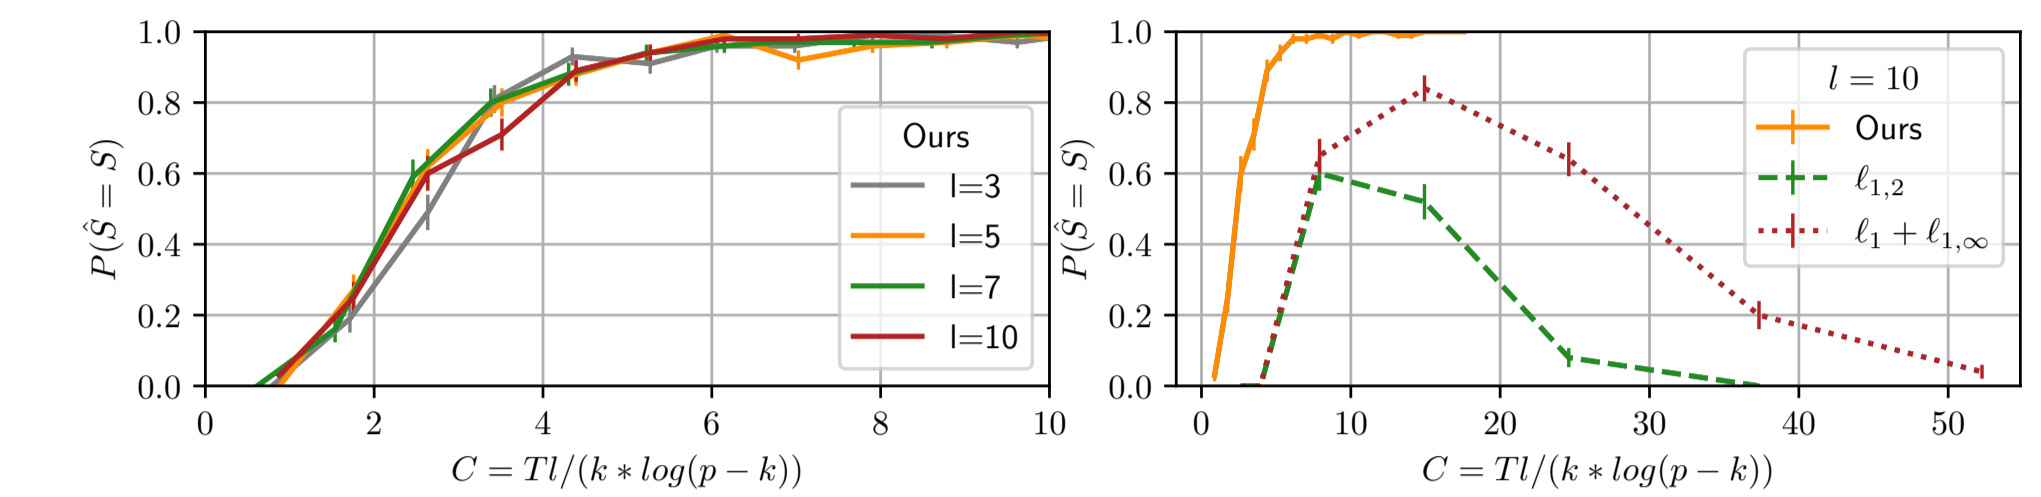 1.0
0.8
0.6
0.4
0.2
0.0
P(Ŝ = S)
0 2 4 6 8 10
C = Tl/(k * log(p − k))
Ours
l=3
l=5
l=7
l=10
1.0
0.8
0.6
0.4
0.2
0.0
P(Ŝ = S)
0 10 20 30 40 50
C = Tl/(k * log(p − k))
l = 10
Ours
ℓ₁,₂
ℓ₁ + ℓ₁,∞